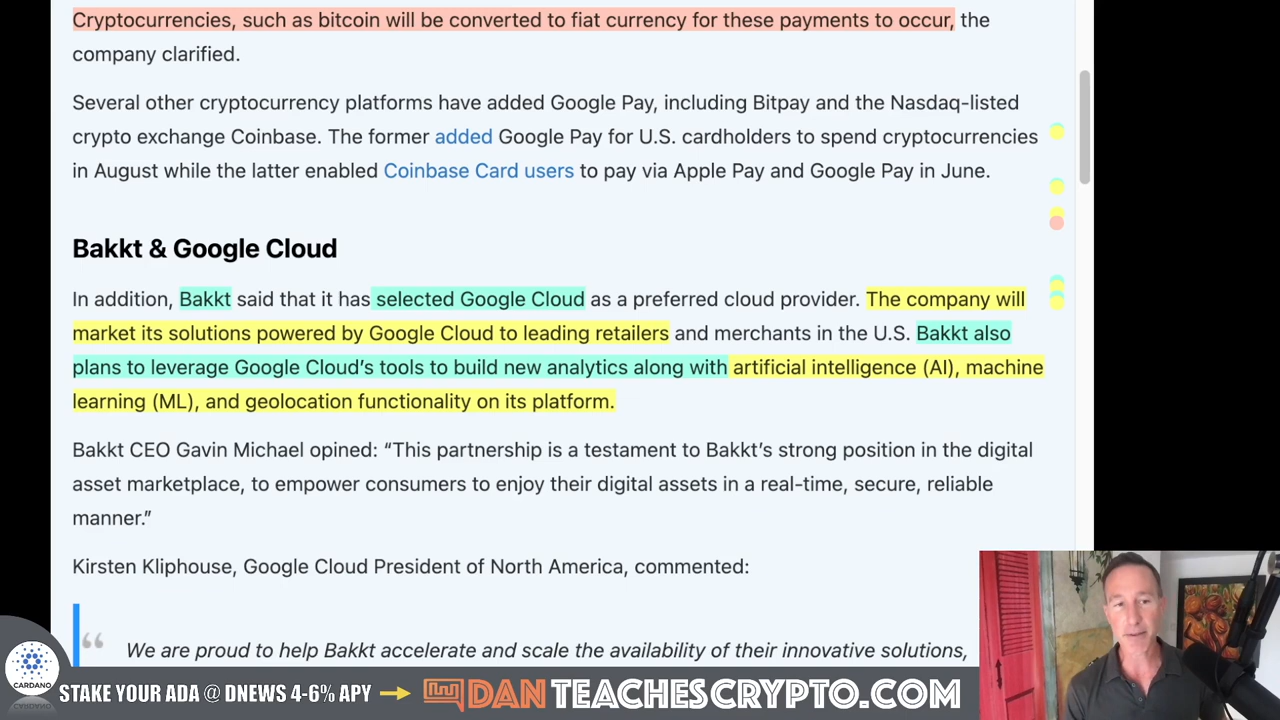 Cryptocurrencies, such as bitcoin will be converted to fiat currency for these payments to occur, the
company clarified.
Several other cryptocurrency platforms have added Google Pay, including Bitpay and the Nasdaq-listed
crypto exchange Coinbase. The former added Google Pay for U.S. cardholders to spend cryptocurrencies
in August while the latter enabled Coinbase Card users to pay via Apple Pay and Google Pay in June.
Bakkt & Google Cloud
In addition, Bakkt said that it has selected Google Cloud as a preferred cloud provider. The company will
market its solutions powered by Google Cloud to leading retailers and merchants in the U.S. Bakkt also
plans to leverage Google Cloud’s tools to build new analytics along with artificial intelligence (AI), machine
learning (ML), and geolocation functionality on its platform.
Bakkt CEO Gavin Michael opined: “This partnership is a testament to Bakkt’s strong position in the digital
asset marketplace, to empower consumers to enjoy their digital assets in a real-time, secure, reliable
manner.”
Kirsten Kliphouse, Google Cloud President of North America, commented:
“ We are proud to help Bakkt accelerate and scale the availability of their innovative solutions,
CARDANO
STAKE YOUR ADA @ DNEWS 4-6% APY DANTEACHESCRYPTO.COM